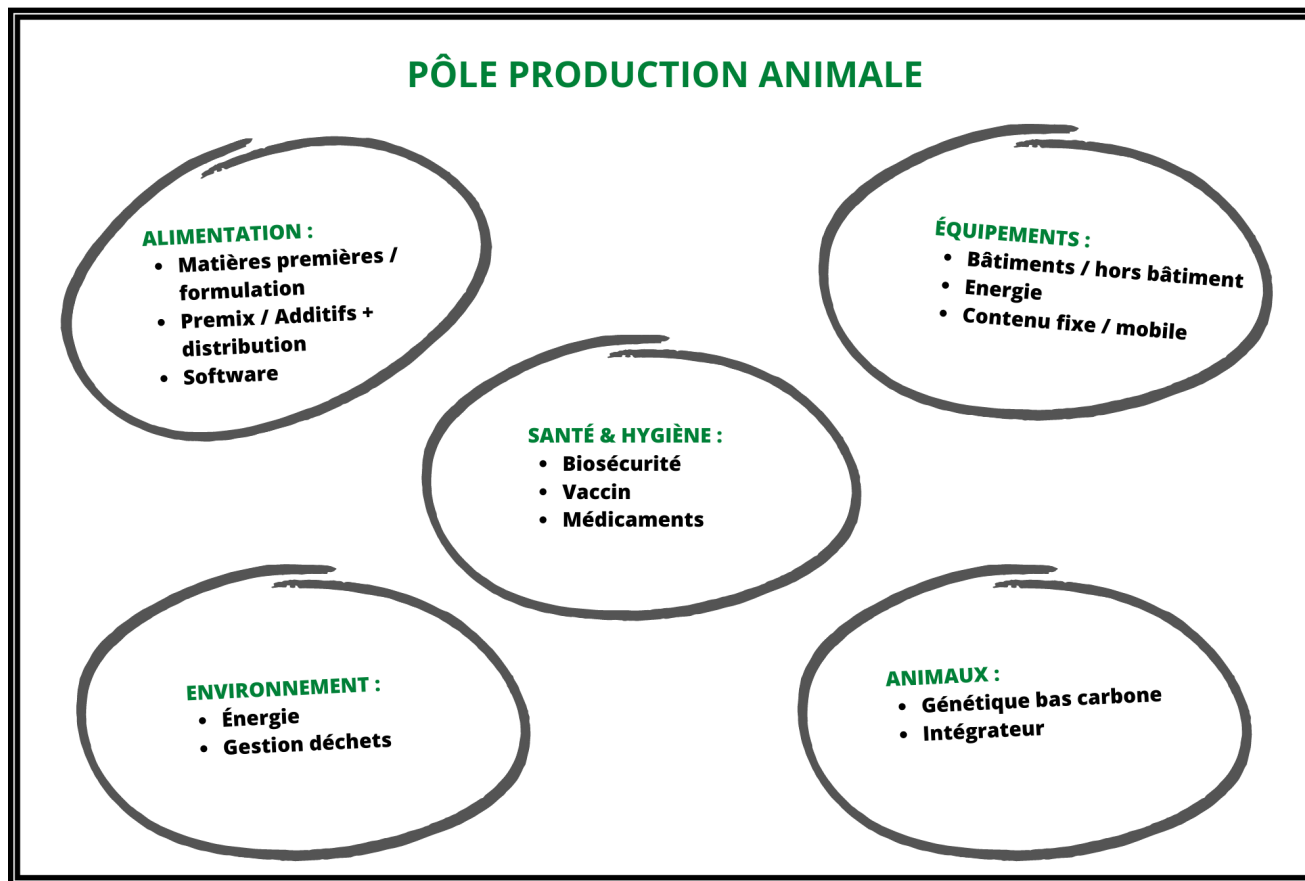 PÔLE PRODUCTION ANIMALE
ALIMENTATION :
• Matières premières /
formulation
• Premix / Additifs +
distribution
• Software
ÉQUIPEMENTS :
• Bâtiments / hors bâtiment
• Energie
• Contenu fixe / mobile
SANTÉ & HYGIÈNE :
• Biosécurité
• Vaccin
• Médicaments
ENVIRONNEMENT :
• Énergie
• Gestion déchets
ANIMAUX :
• Génétique bas carbone
• Intégrateur